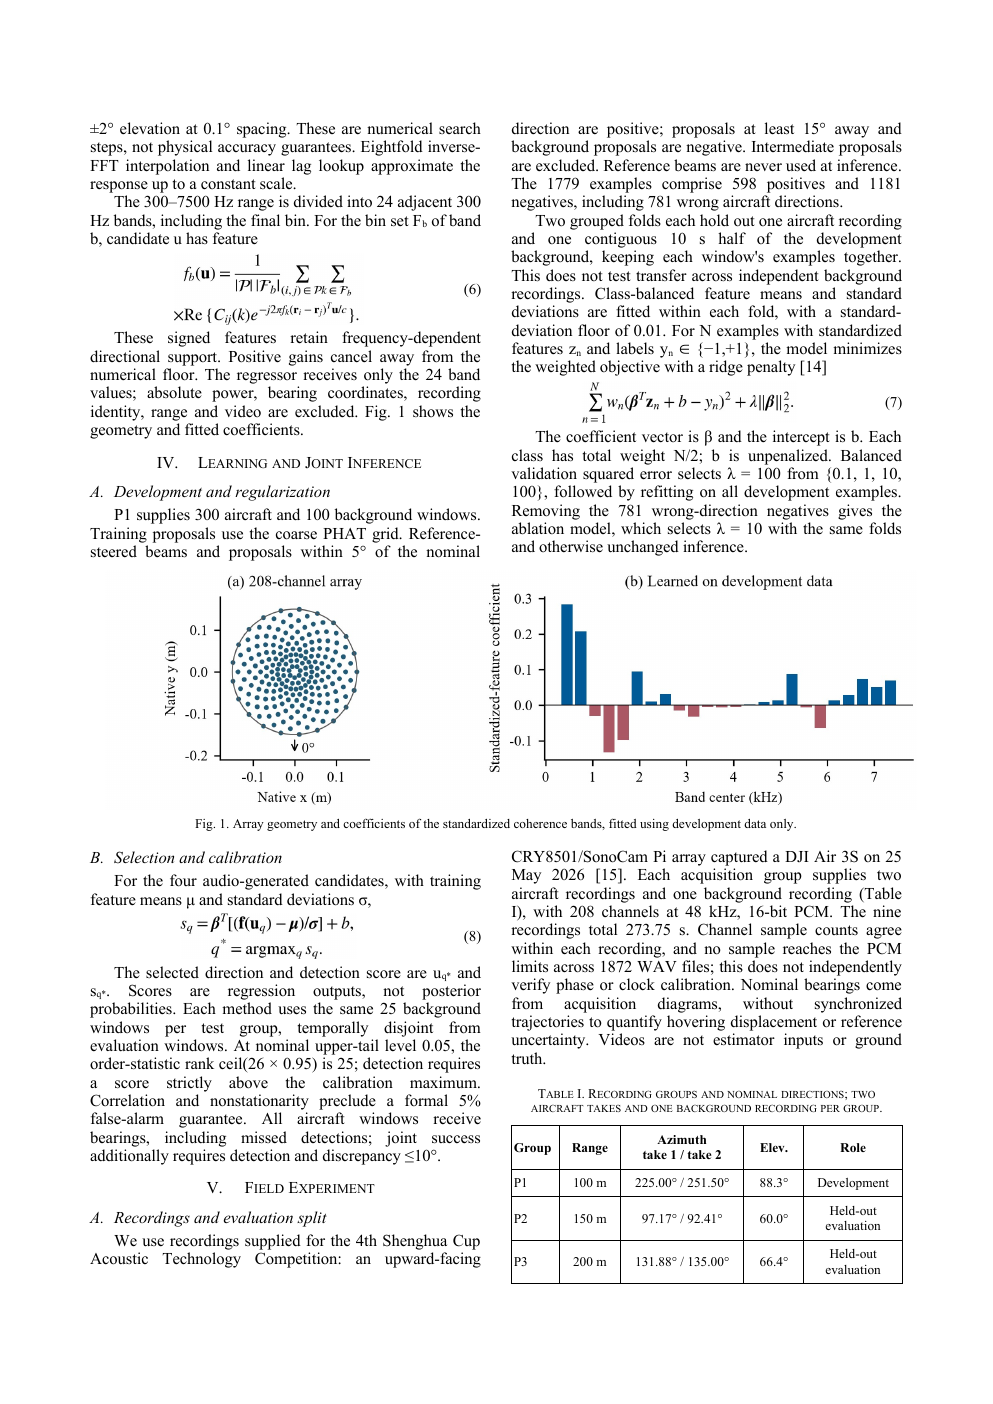 ±2° elevation at 0.1° spacing. These are numerical search
steps, not physical accuracy guarantees. Eightfold inverse-
FFT interpolation and linear lag lookup approximate the
response up to a constant scale.
The 300–7500 Hz range is divided into 24 adjacent 300
Hz bands, including the final bin. For the bin set F_b of band
b, candidate u has feature
f_b(𝐮) = 1/(|𝒫| |ℱ_b|) ∑_{(i, j) ∈ 𝒫} ∑_{k ∈ ℱ_b}
(6)
×Re {C_ij(k)e^{−j2πf_k(𝐫_i − 𝐫_j)^T 𝐮/c}}.
These signed features retain frequency-dependent
directional support. Positive gains cancel away from the
numerical floor. The regressor receives only the 24 band
values; absolute power, bearing coordinates, recording
identity, range and video are excluded. Fig. 1 shows the
geometry and fitted coefficients.
IV. LEARNING AND JOINT INFERENCE
A. Development and regularization
P1 supplies 300 aircraft and 100 background windows.
Training proposals use the coarse PHAT grid. Reference-
steered beams and proposals within 5° of the nominal
direction are positive; proposals at least 15° away and
background proposals are negative. Intermediate proposals
are excluded. Reference beams are never used at inference.
The 1779 examples comprise 598 positives and 1181
negatives, including 781 wrong aircraft directions.
Two grouped folds each hold out one aircraft recording
and one contiguous 10 s half of the development
background, keeping each window's examples together.
This does not test transfer across independent background
recordings. Class-balanced feature means and standard
deviations are fitted within each fold, with a standard-
deviation floor of 0.01. For N examples with standardized
features z_n and labels y_n ∈ {−1,+1}, the model minimizes
the weighted objective with a ridge penalty [14]
∑_{n = 1}^{N} w_n(𝜷^T 𝐳_n + b − y_n)^2 + λ‖𝜷‖_2^2.
(7)
The coefficient vector is β and the intercept is b. Each
class has total weight N/2; b is unpenalized. Balanced
validation squared error selects λ = 100 from {0.1, 1, 10,
100}, followed by refitting on all development examples.
Removing the 781 wrong-direction negatives gives the
ablation model, which selects λ = 10 with the same folds
and otherwise unchanged inference.
(a) 208-channel array
Native y (m)
0.1
0.0
-0.1
-0.2
0°
-0.1 0.0 0.1
Native x (m)
(b) Learned on development data
Standardized-feature coefficient
0.3
0.2
0.1
0.0
-0.1
0 1 2 3 4 5 6 7
Band center (kHz)
Fig. 1. Array geometry and coefficients of the standardized coherence bands, fitted using development data only.
B. Selection and calibration
For the four audio-generated candidates, with training
feature means μ and standard deviations σ,
s_q = 𝜷^T[(𝐟(𝐮_q) − 𝝁)/𝝈] + b,
(8)
q^* = argmax_q s_q.
The selected direction and detection score are u_q* and
s_q*. Scores are regression outputs, not posterior
probabilities. Each method uses the same 25 background
windows per test group, temporally disjoint from
evaluation windows. At nominal upper-tail level 0.05, the
order-statistic rank ceil(26 × 0.95) is 25; detection requires
a score strictly above the calibration maximum.
Correlation and nonstationarity preclude a formal 5%
false-alarm guarantee. All aircraft windows receive
bearings, including missed detections; joint success
additionally requires detection and discrepancy ≤10°.
V. FIELD EXPERIMENT
A. Recordings and evaluation split
We use recordings supplied for the 4th Shenghua Cup
Acoustic Technology Competition: an upward-facing
CRY8501/SonoCam Pi array captured a DJI Air 3S on 25
May 2026 [15]. Each acquisition group supplies two
aircraft recordings and one background recording (Table
I), with 208 channels at 48 kHz, 16-bit PCM. The nine
recordings total 273.75 s. Channel sample counts agree
within each recording, and no sample reaches the PCM
limits across 1872 WAV files; this does not independently
verify phase or clock calibration. Nominal bearings come
from acquisition diagrams, without synchronized
trajectories to quantify hovering displacement or reference
uncertainty. Videos are not estimator inputs or ground
truth.
TABLE I. RECORDING GROUPS AND NOMINAL DIRECTIONS; TWO
AIRCRAFT TAKES AND ONE BACKGROUND RECORDING PER GROUP.
Group Range Azimuth take 1 / take 2 Elev. Role
P1 100 m 225.00° / 251.50° 88.3° Development
P2 150 m 97.17° / 92.41° 60.0° Held-out evaluation
P3 200 m 131.88° / 135.00° 66.4° Held-out evaluation